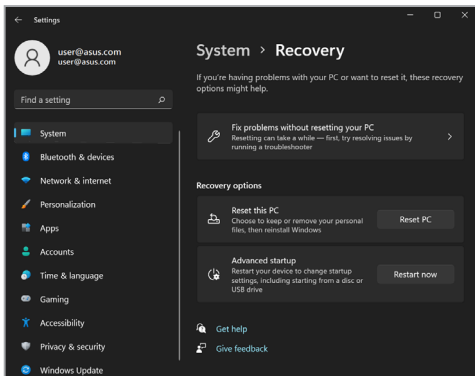 Settings
user@asus.com
user@asus.com
Find a setting
System
Bluetooth & devices
Network & internet
Personalization
Apps
Accounts
Time & language
Gaming
Accessibility
Privacy & security
Windows Update
System > Recovery
If you're having problems with your PC or want to reset it, these recovery
options might help.
Fix problems without resetting your PC
Resetting can take a while — first, try resolving issues by
running a troubleshooter
Recovery options
Reset this PC
Choose to keep or remove your personal
files, then reinstall Windows
Reset PC
Advanced startup
Restart your device to change startup
settings, including starting from a disc or
USB drive
Restart now
Get help
Give feedback